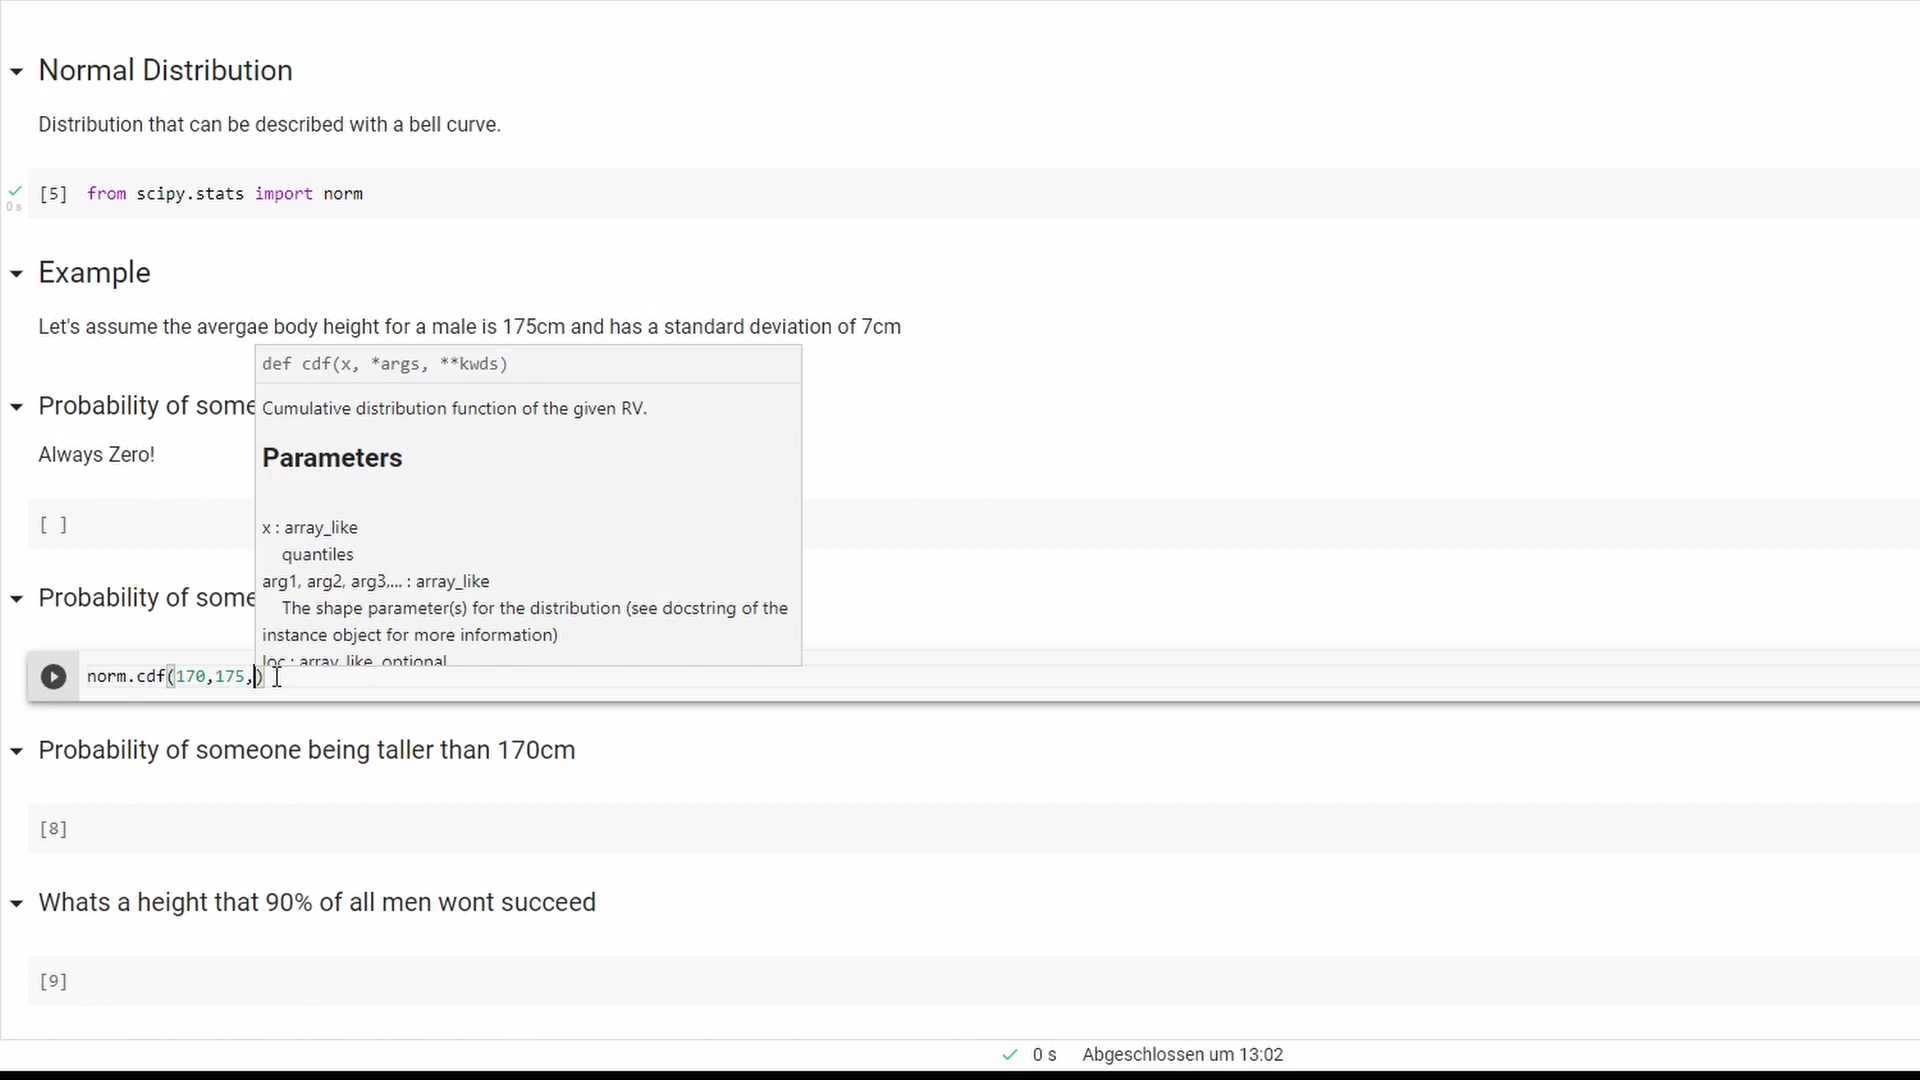 Normal Distribution
Distribution that can be described with a bell curve.
[5] from scipy.stats import norm
0 s
Example
Let's assume the avergae body height for a male is 175cm and has a standard deviation of 7cm
def cdf(x, *args, **kwds)
Probability of some
Cumulative distribution function of the given RV.
Always Zero!
Parameters
[ ]
x : array_like
quantiles
arg1, arg2, arg3,... : array_like
Probability of some
The shape parameter(s) for the distribution (see docstring of the
instance object for more information)
loc : array_like, optional
norm.cdf(170,175,)
Probability of someone being taller than 170cm
[8]
Whats a height that 90% of all men wont succeed
[9]
0 s Abgeschlossen um 13:02